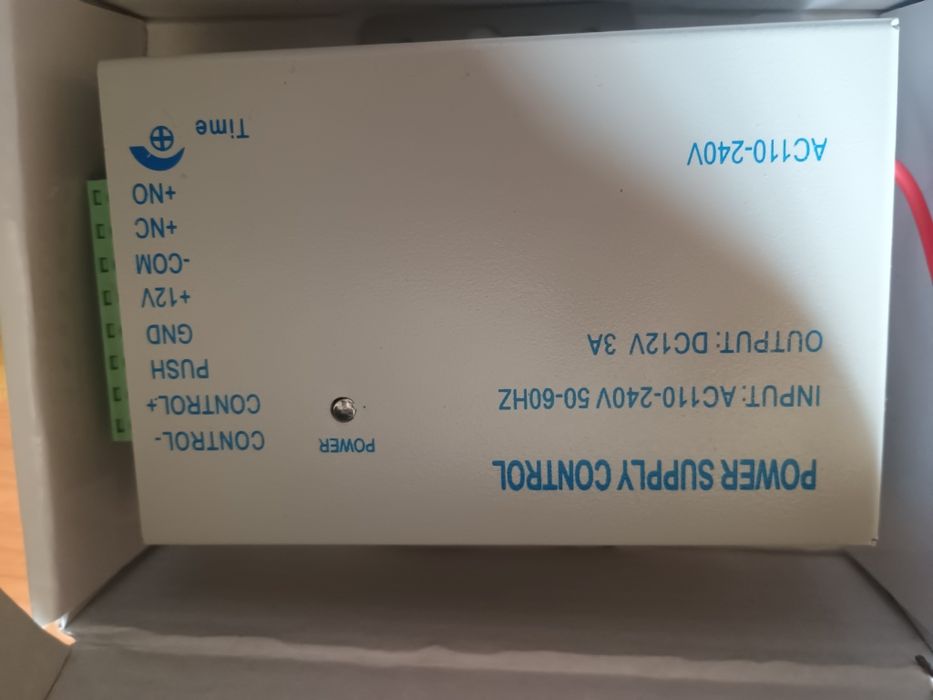 POWER SUPPLY CONTROL
INPUT: AC110-240V 50-60HZ
OUTPUT: DC12V 3A
AC110-240V
POWER
CONTROL-
CONTROL+
PUSH
GND
+12V
-COM
+NC
+NO
Time